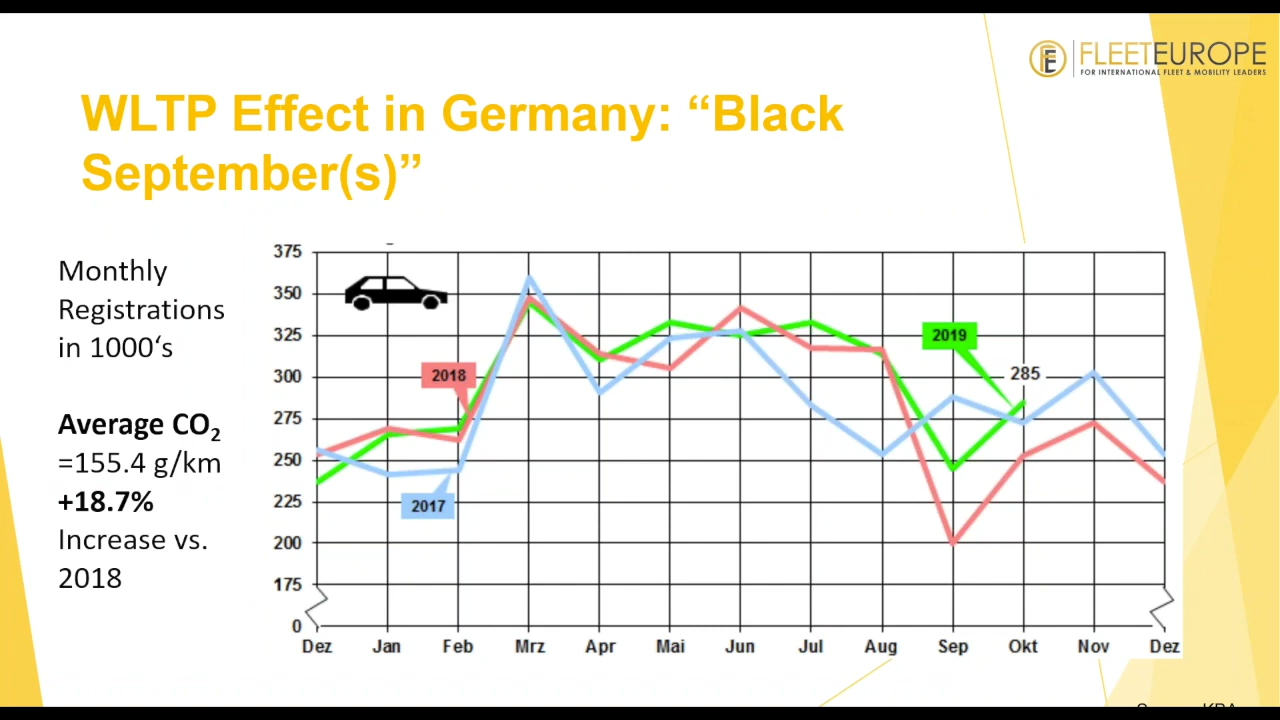 FLEETEUROPE
FOR INTERNATIONAL FLEET & MOBILITY LEADERS
WLTP Effect in Germany: “Black
September(s)”
Monthly
Registrations
in 1000‘s
Average CO₂
=155.4 g/km
+18.7%
Increase vs.
2018
375
350
325
300
275
250
225
200
175
0
2018
2017
2019
285
Dez Jan Feb Mrz Apr Mai Jun Jul Aug Sep Okt Nov Dez